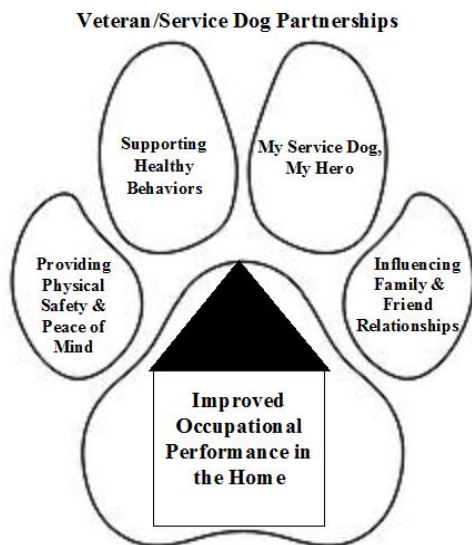 Veteran/Service Dog Partnerships
Supporting
Healthy
Behaviors
My Service Dog,
My Hero
Providing
Physical
Safety &
Peace of
Mind
Influencing
Family &
Friend
Relationships
Improved
Occupational
Performance in
the Home